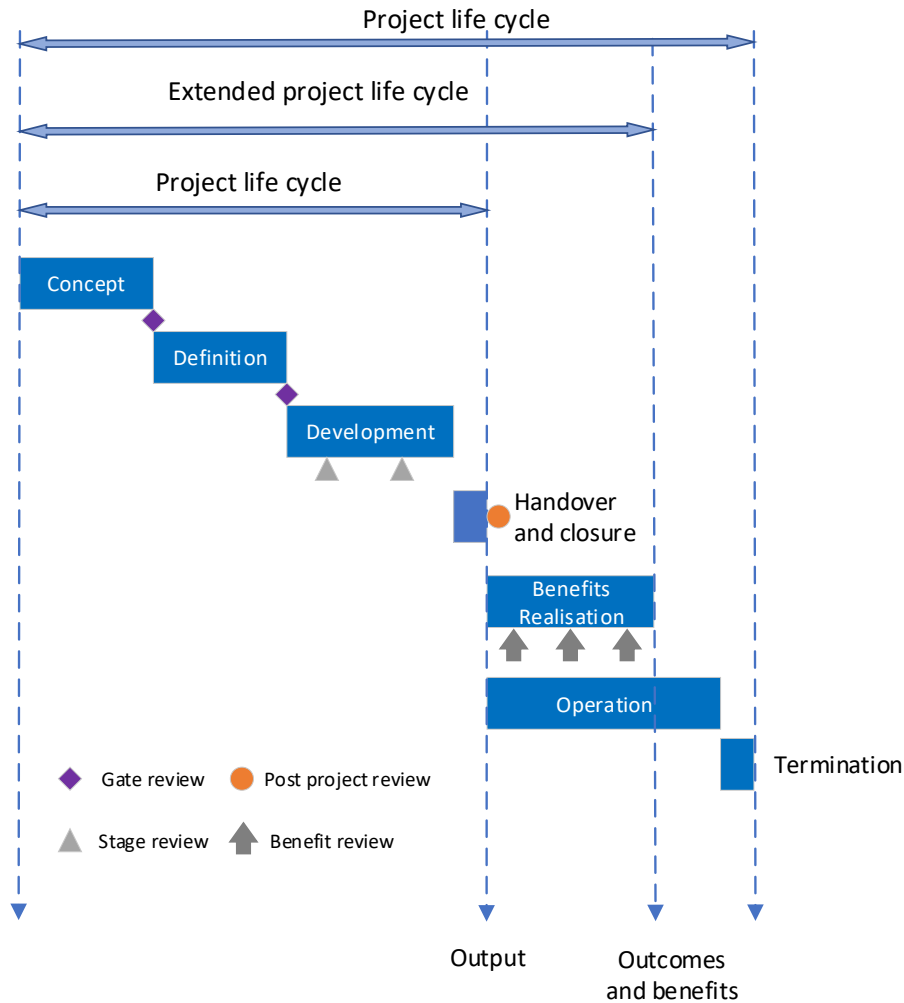 Project life cycle
Extended project life cycle
Project life cycle
Concept
Definition
Development
Handover
and closure
Benefits
Realisation
Operation
Termination
Gate review
Post project review
Stage review
Benefit review
Output
Outcomes
and benefits